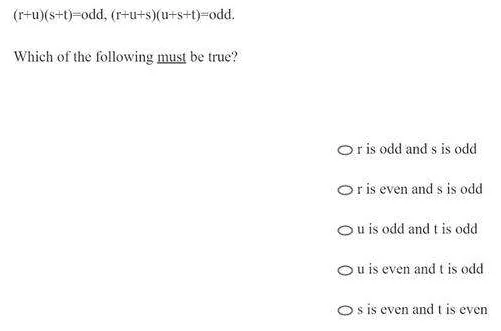 (r+u)(s+t)=odd, (r+u+s)(u+s+t)=odd.
Which of the following must be true?
r is odd and s is odd
r is even and s is odd
u is odd and t is odd
u is even and t is odd
s is even and t is even